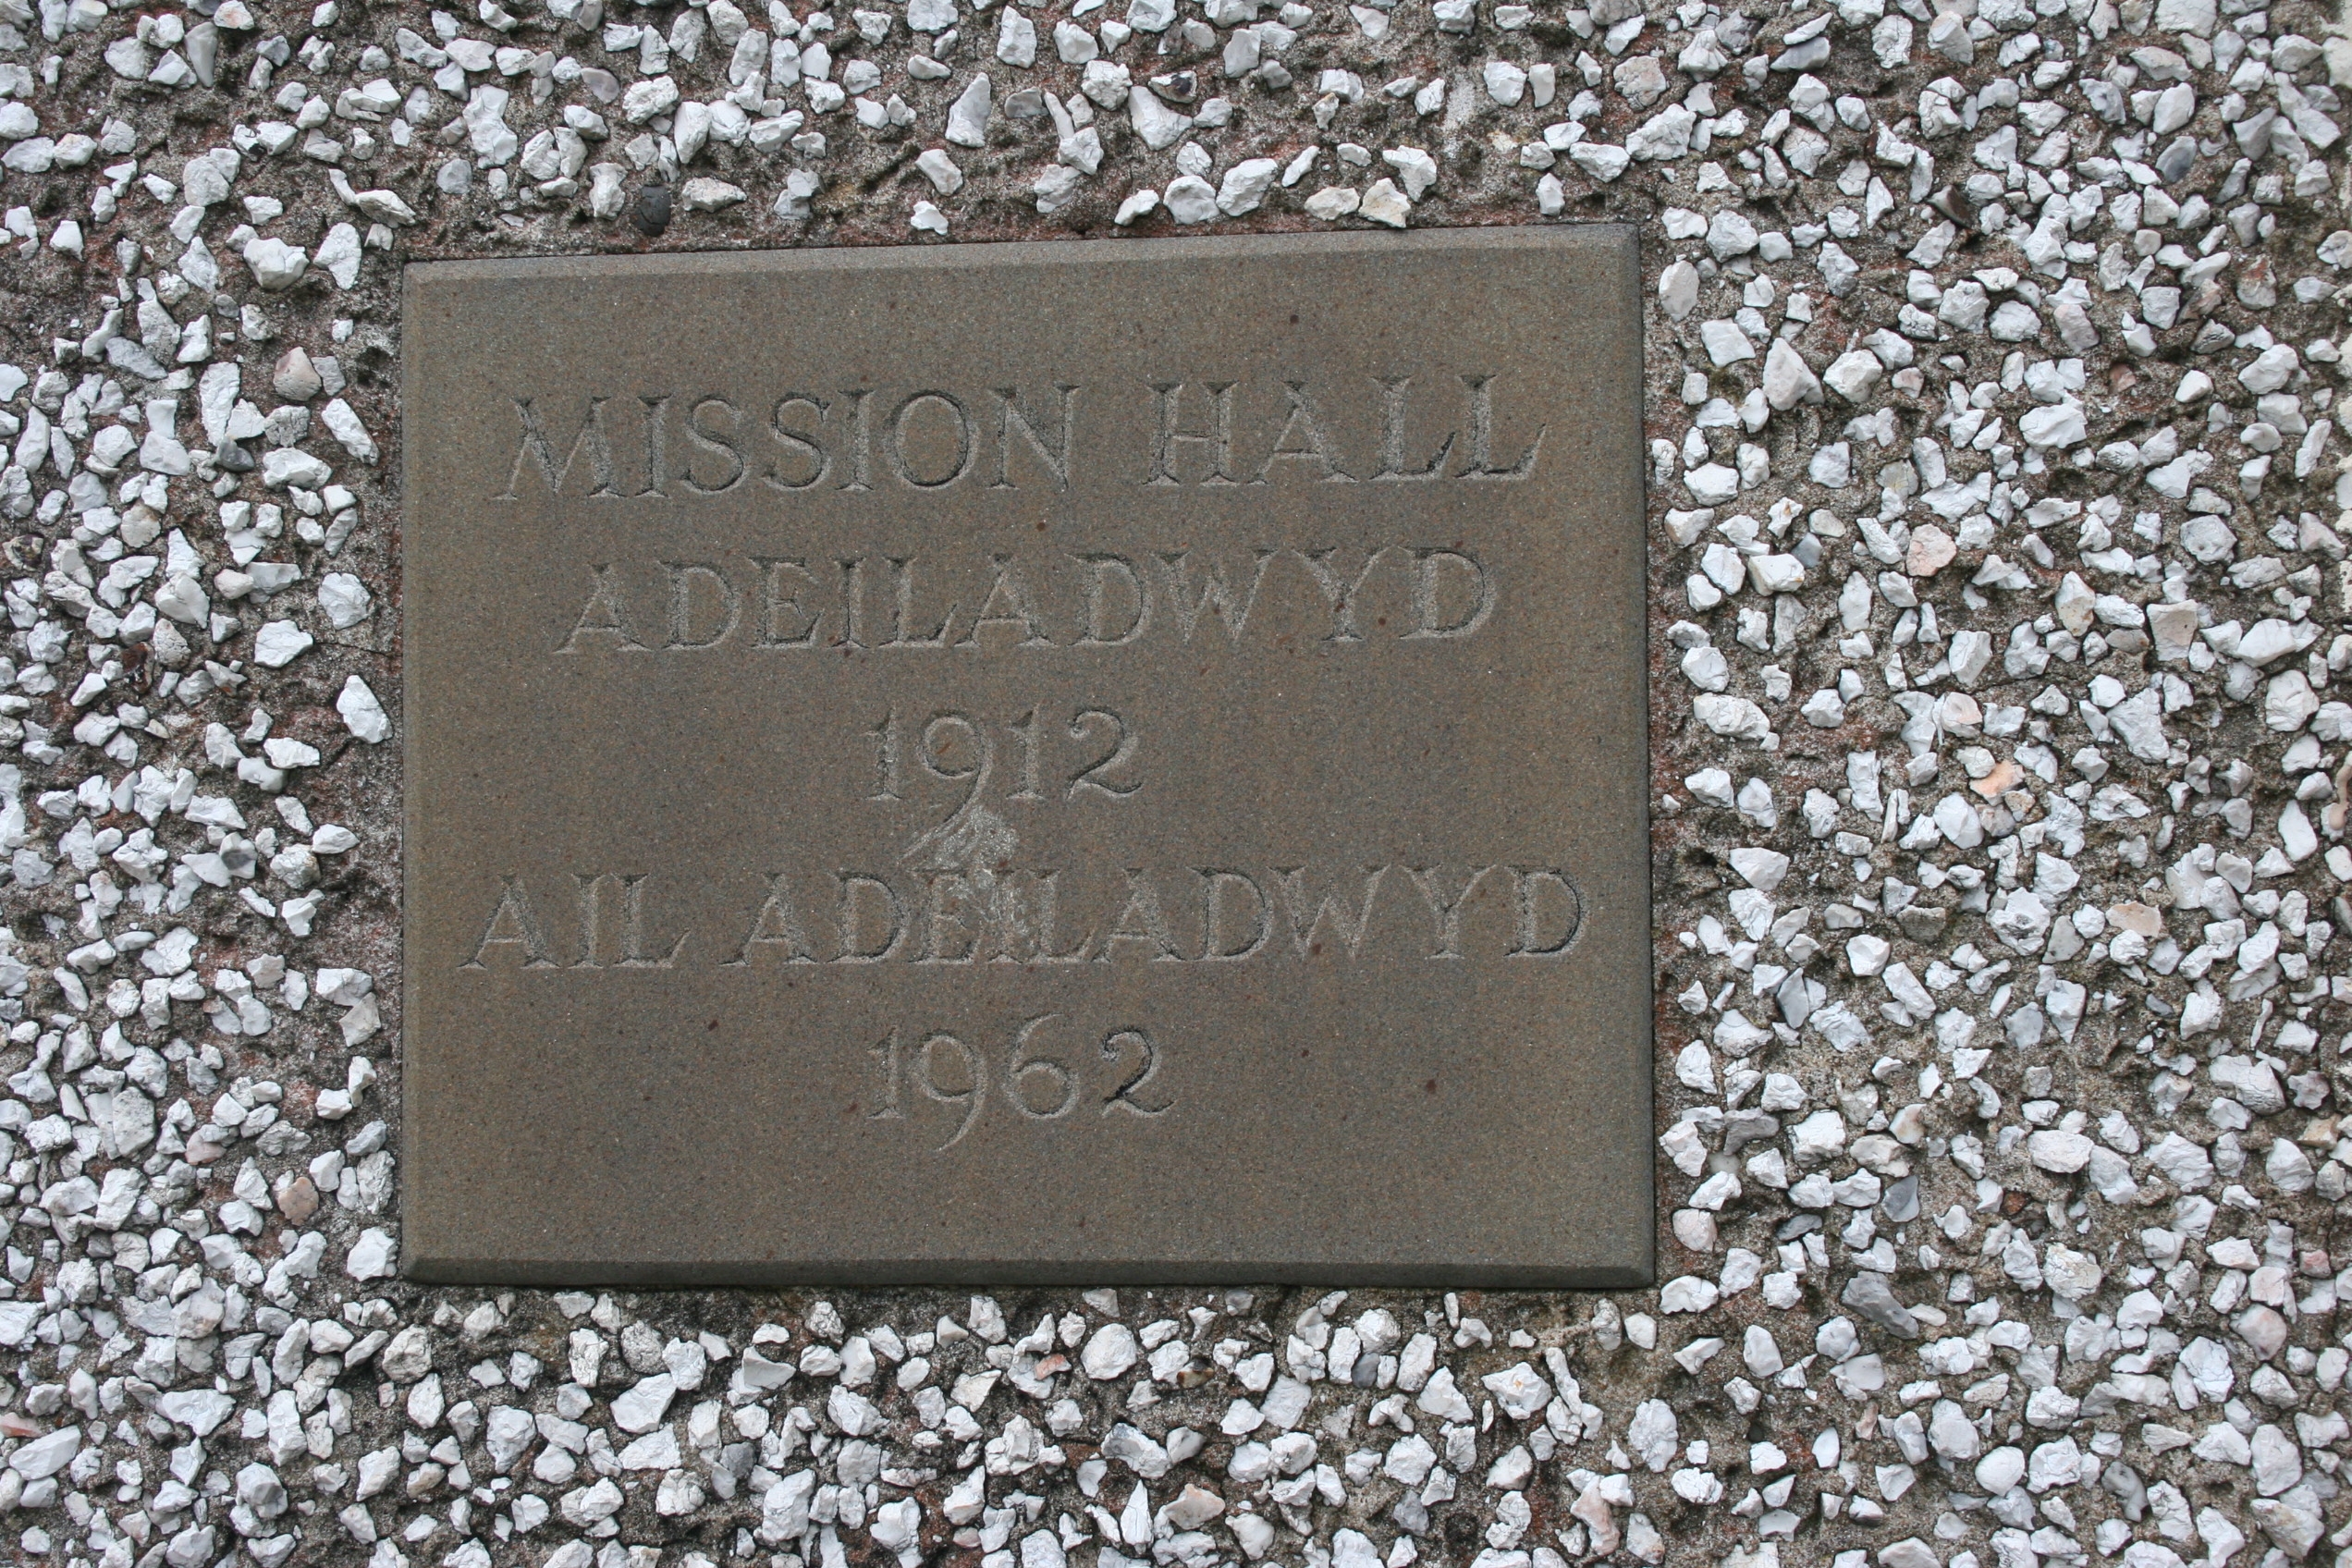 MISSION HALL
ADEILADWYD
1912
AIL ADEILADWYD
1962